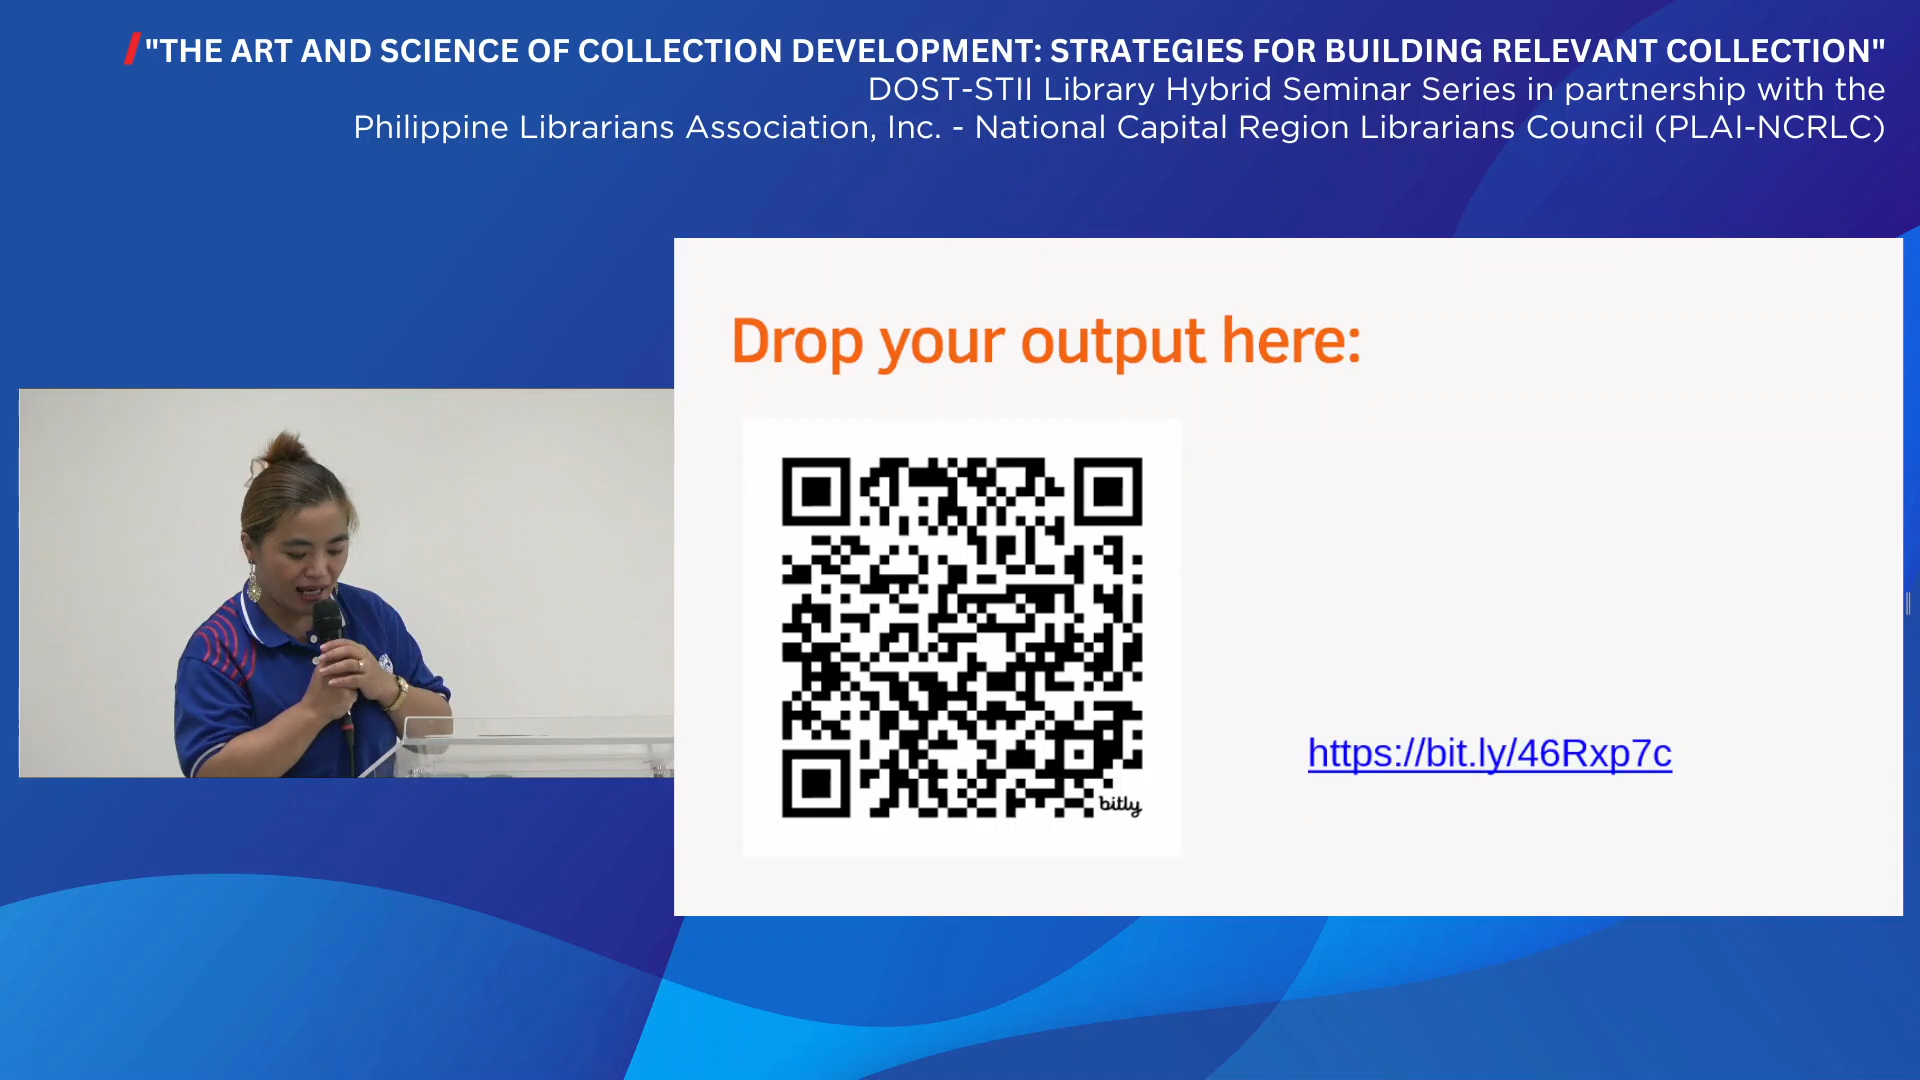 "THE ART AND SCIENCE OF COLLECTION DEVELOPMENT: STRATEGIES FOR BUILDING RELEVANT COLLECTION"
DOST-STII Library Hybrid Seminar Series in partnership with the
Philippine Librarians Association, Inc. - National Capital Region Librarians Council (PLAI-NCRLC)
Drop your output here:
https://bit.ly/46Rxp7c
bitly